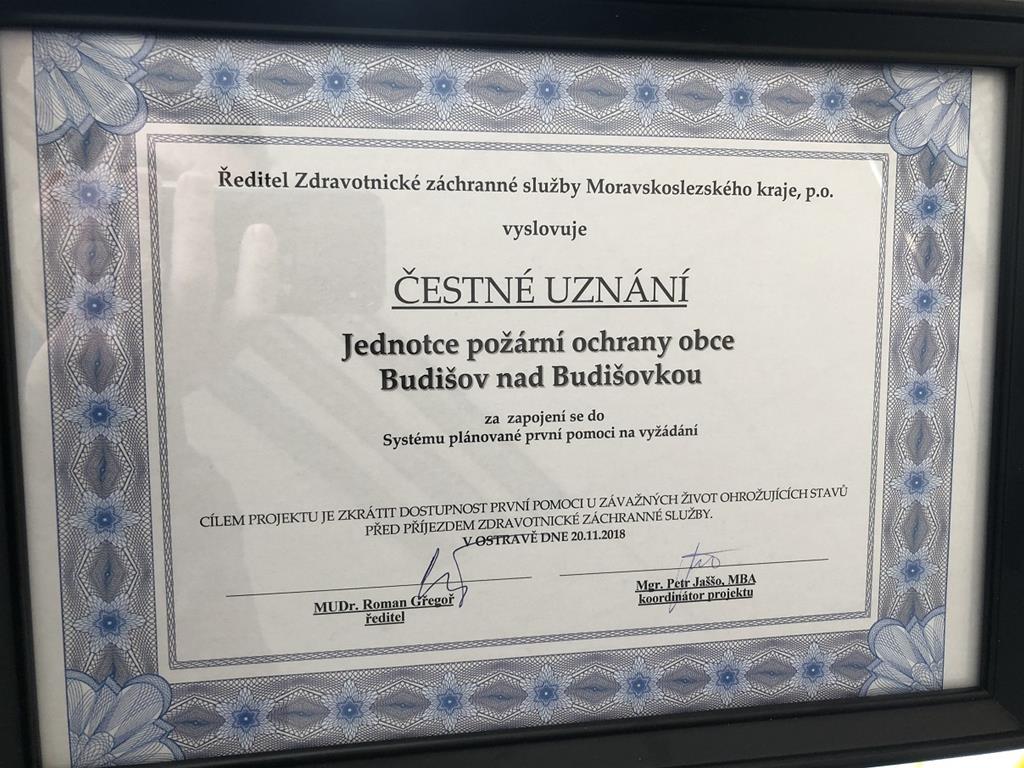 Ředitel Zdravotnické záchranné služby Moravskoslezského kraje, p.o.
vyslovuje
ČESTNÉ UZNÁNÍ
Jednotce požární ochrany obce
Budišov nad Budišovkou
za zapojení se do
Systému plánované první pomoci na vyžádání
CÍLEM PROJEKTU JE ZKRÁTIT DOSTUPNOST PRVNÍ POMOCI U ZÁVAŽNÝCH ŽIVOT OHROŽUJÍCÍCH STAVŮ
PŘED PŘÍJEZDEM ZDRAVOTNICKÉ ZÁCHRANNÉ SLUŽBY.
V OSTRAVĚ DNE 20.11.2018
MUDr. Roman Gřegoř
ředitel
Mgr. Petr Jaššo, MBA
koordinátor projektu